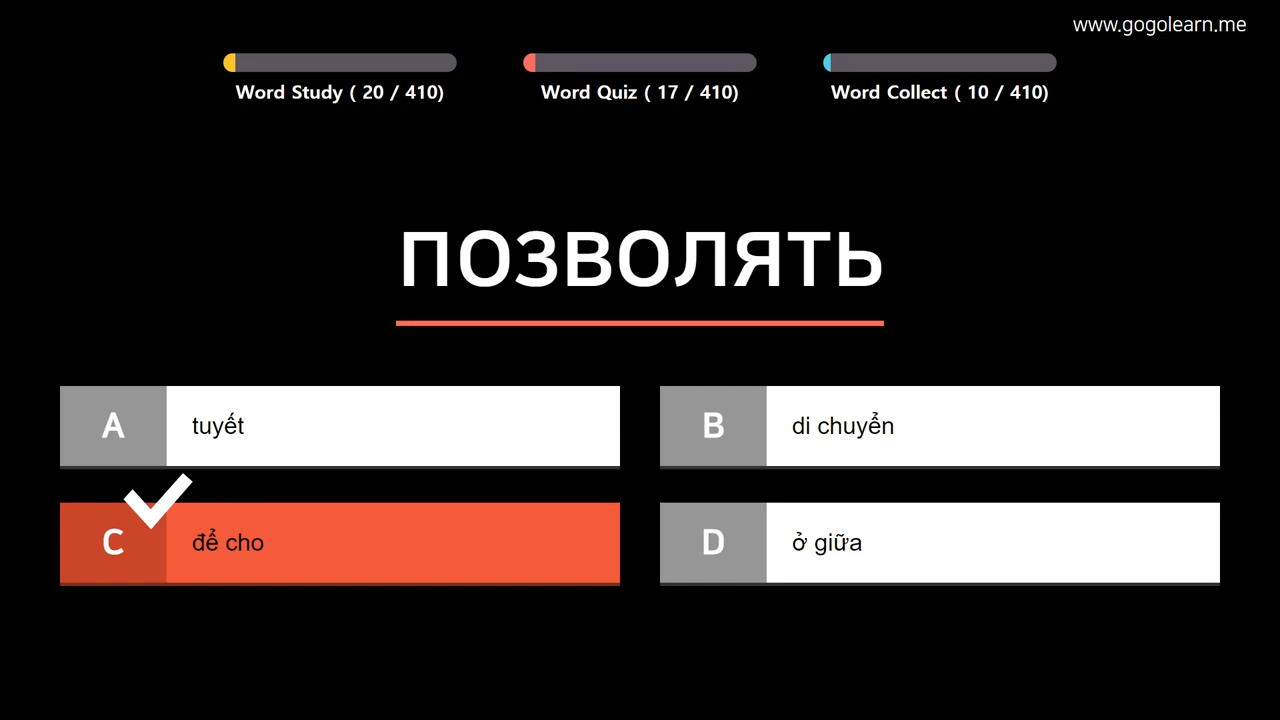 www.gogolearn.me
Word Study ( 20 / 410)
Word Quiz ( 17 / 410)
Word Collect ( 10 / 410)
позволять
A tuyết
B di chuyển
C để cho
D ở giữa